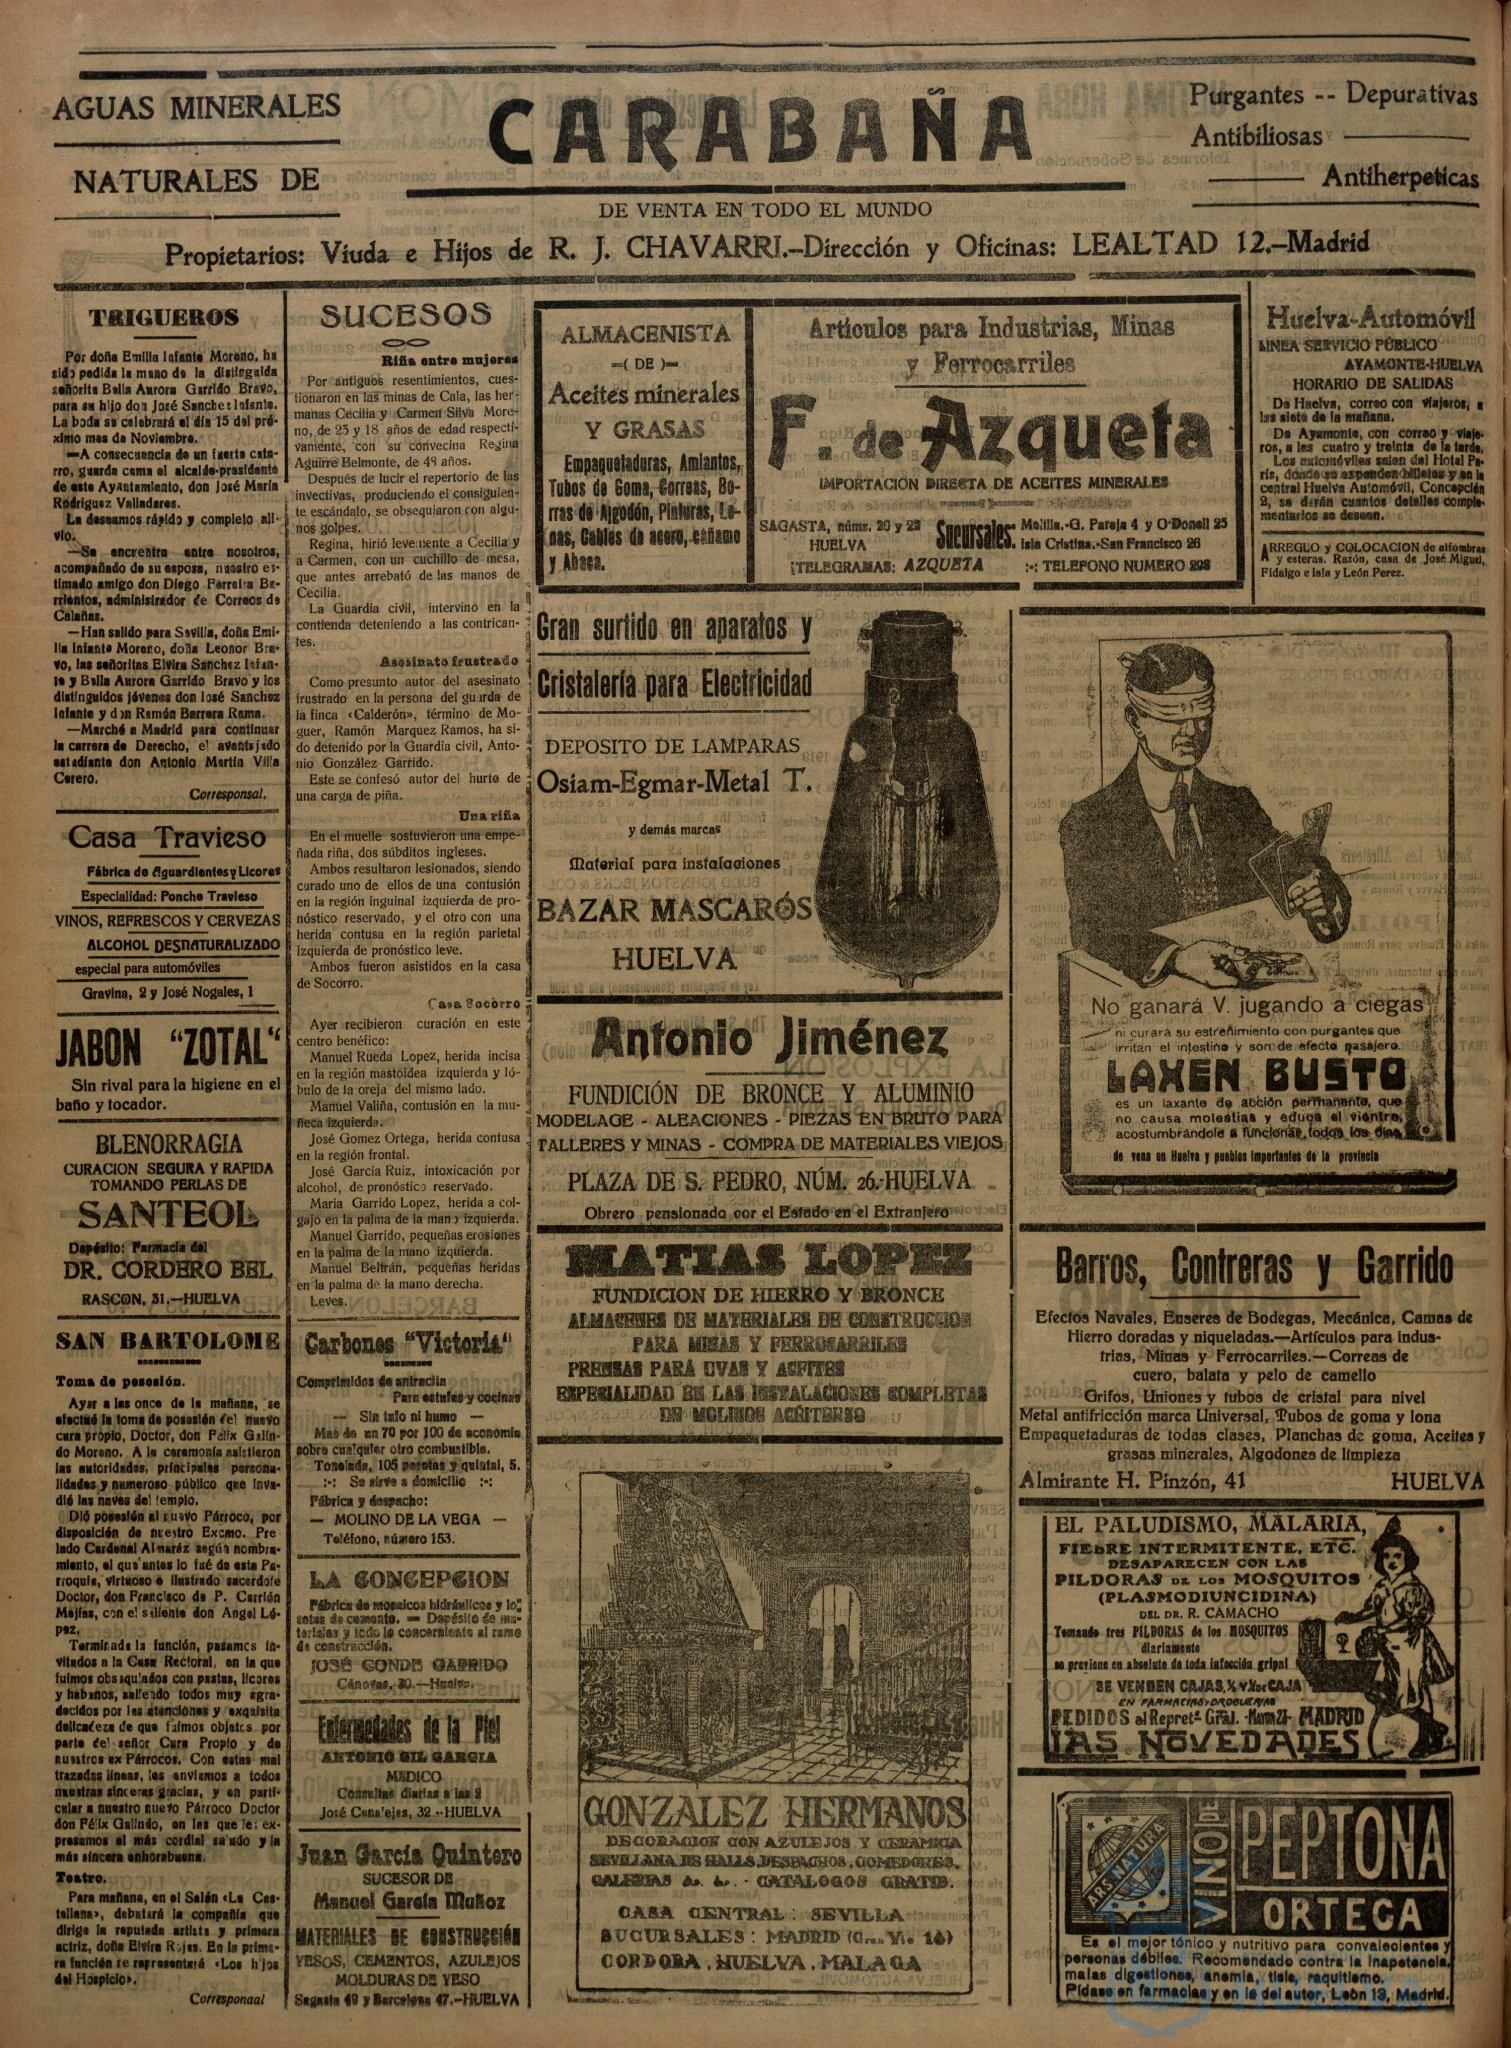 AGUAS MINERALES
NATURALES DE
CARABAÑA
Purgantes -- Depurativas
Antibiliosas
Antiherpeticas
DE VENTA EN TODO EL MUNDO
Propietarios: Viuda e Hijos de R. J. CHAVARRI.-Dirección y Oficinas: LEALTAD 12.-Madrid
TRIGUEROS
Por doña Emilia Infante Moreno, ha
sido pedida la mano de la distinguida
señorita Balla Aurora Garrido Bravo,
para su hijo don José Sanchez Infante.
La boda se celebrará el día 15 del pró-
ximo mes de Noviembre.
—A consecuencia de un fuerte cata-
rro, guarda cama el alcalde-presidante
de este Ayuntamiento, don José María
Rodriguez Valladares.
La deseamos rápido y completo ali-
vio.
—Se encuentra entre nosotros,
acompañado de su esposa, nuestro es-
timado amigo don Diego Ferreira Be-
rrientos, administrador de Correos de
Calañas.
—Han salido para Savilla, doña Emi-
lia Infante Moreno, doña Leonor Bra-
vo, las señoritas Elvira Sanchez Infan-
te y Balla Aurora Garrido Bravo y los
distinguidos jóvenes don José Sanchez
Infante y don Ramón Barrera Rama.
—Marchó a Madrid para continuar
la carrera de Derecho, el aventajado
estudiante don Antonio Martín Villa
Carero.
Corresponsal.
Casa Travieso
Fábrica de Aguardientes y Licores
Especialidad: Ponche Travieso
VINOS, REFRESCOS Y CERVEZAS
ALCOHOL DESNATURALIZADO
especial para automóviles
Gravina, 2 y José Nogales, 1
JABON "ZOTAL"
Sin rival para la higiene en el
baño y tocador.
BLENORRAGIA
CURACION SEGURA Y RAPIDA
TOMANDO PERLAS DE
SANTEOL
Depésito: Farmacia del
DR. CORDERO BEL
RASCON, 31.—HUELVA
SAN BARTOLOME
Toma de posesión.
Ayer a las once de la mañana, se
efectuó la toma de posesión del nuevo
cura propio, Doctor, don Félix Galin-
do Moreno. A la ceremonia asistieron
las autoridades, principales persona-
lidades y numeroso público que inva-
dió las naves del templo.
Dió posesión al nuevo Párroco, por
disposición de nuestro Excmo. Pre-
lado Cardenal Almaráz según nombra-
miento, el que antes lo fué de esta Pa-
rroquia, virtuoso e ilustrado sacerdote
Doctor, don Francisco de P. Carrión
Mejías, con el saliente don Angel Ló-
pez.
Terminada la función, pasamos in-
vitados a la Casa Rectoral, en la que
fuimos obsequiados con pastas, licores
y habanos, saliendo todos muy agra-
decidos por las atenciones y exquisita
delicadeza de que fuimos objetos por
parte del señor Cura Propio y de
nuestros ex Párrocos. Con estas mal
trazadas líneas, les enviamos a todos
nuestras sinceras gracias, y en parti-
cular a nuestro nuevo Párroco Doctor
don Félix Galindo, en las que le ex-
presamos el más cordial saludo y la
más sincera enhorabuena.
Teatro.
Para mañana, en el Salón «La Cas-
tellana», debutará la compañía que
dirige la reputada artista y primera
actriz, doña Elvira Rojas. En la prime-
ra función se representará «Los hijos
del Hospicio».
Corresponsal
SUCESOS
Riña entre mujeres
Por antiguos resentimientos, cues-
tionaron en las minas de Cala, las her
manas Cecilia y Carmen Silva More-
no, de 23 y 18 años de edad respecti-
vamente, con su convecina Regina
Aguirre Belmonte, de 49 años.
Después de lucir el repertorio de las
invectivas, produciendo el consiguien-
te escándalo, se obsequiaron con algu-
nos golpes.
Regina, hirió levemente a Cecilia y
a Carmen, con un cuchillo de mesa,
que antes arrebató de las manos de
Cecilia.
La Guardia civil, intervino en la
contienda deteniendo a las contrican-
tes.
Asesinato frustrado
Como presunto autor del asesinato
frustrado en la persona del guarda de
la finca «Calderón», término de Mo-
guer, Ramón Marquez Ramos, ha si-
do detenido por la Guardia civil, Anto-
nio González Garrido.
Este se confesó autor del hurto de
una carga de piña.
Una riña
En el muelle sostuvieron una empe-
ñada riña, dos súbditos ingleses.
Ambos resultaron lesionados, siendo
curado uno de ellos de una contusión
en la región inguinal izquierda de pro-
nóstico reservado, y el otro con una
herida contusa en la región parietal
izquierda de pronóstico leve.
Ambos fueron asistidos en la casa
de Socorro.
Casa Socorro
Ayer recibieron curación en este
centro benéfico:
Manuel Rueda Lopez, herida incisa
en la región mastoidea izquierda y ló-
bulo de la oreja del mismo lado.
Manuel Valiña, contusión en la mu-
ñeca izquierda.
José Gomez Ortega, herida contusa
en la región frontal.
José García Ruiz, intoxicación por
alcohol, de pronóstico reservado.
Maria Garrido Lopez, herida a col-
gajo en la palma de la mano izquierda.
Manuel Garrido, pequeñas erosiones
en la palma de la mano izquierda.
Manuel Beltrán, pequeñas heridas
en la palma de la mano derecha.
Leves.
Carbones "Victoria"
Comprimidos de antracita
Para estufas y cocinas
— Sin tufo ni humo —
Mas de un 70 por 100 de economía
sobre cualquier otro combustible.
Tonelada, 105 pesetas y quintal, 5.
:-: Se sirve a domicilio :-:
Fábrica y despacho:
— MOLINO DE LA VEGA —
Teléfono, número 153.
LA CONCEPCION
Fábrica de mosaicos hidráulicos y lo-
setas de cemento. — Depósito de ma-
teriales y todo lo concerniente al ramo
de construcción.
JOSÉ CONDE GARRIDO
Cánovas, 30.—Huelva.
Enfermedades de la Piel
ANTONIO GIL GARCIA
MEDICO
Consultas diarias a las 2
José Canalejas, 32 -- HUELVA
Juan García Quintero
SUCESOR DE
Manuel García Muñoz
MATERIALES DE CONSTRUCCIÓN
YESOS, CEMENTOS, AZULEJOS
MOLDURAS DE YESO
Sagasta 49 y Barcelona 47.—HUELVA
ALMACENISTA
—( DE )—
Aceites minerales
Y GRASAS
Empaquetaduras, Amiantos,
Tubos de Goma, Correas, Bo-
rras de Algodón, Pinturas, Le-
nas, Cables de acero, cáñamo
y Abaca.
Artículos para Industrias, Minas
y Ferrocarriles
F. de Azqueta
IMPORTACIÓN DIRECTA DE ACEITES MINERALES
SAGASTA, núms. 20 y 22
HUELVA
Sucursales:
Melilla.-G. Pareja 4 y O'Donell 25
Isla Cristina.-San Francisco 26
TELEGRAMAS: AZQUETA :-: TELEFONO NUMERO 208
Huelva-Automóvil
LINEA SERVICIO PÚBLICO
AYAMONTE-HUELVA
HORARIO DE SALIDAS
De Huelva, correo con viajeros, a
las siete de la mañana.
De Ayamonte, con correo y viaje-
ros, a les cuatro y treinta de la tarde.
Los automóviles salen del Hotel Pa-
rís, donde se expenden billetes y en la
central Huelva Automóvil, Concepción
2, se darán cuantos detalles comple-
mentarios se deseen.
ARREGLO y COLOCACION de alfombras
y esteras. Razón, casa de José Miguel,
Fidalgo e Isla y León Perez.
Gran surtido en aparatos y
Cristalería para Electricidad
DEPOSITO DE LAMPARAS
Osiam-Egmar-Metal T.
y demás marcas
Material para instalaciones
BAZAR MASCARÓS
HUELVA
Antonio Jiménez
FUNDICIÓN DE BRONCE Y ALUMINIO
MODELAGE - ALEACIONES - PIEZAS EN BRUTO PARA
TALLERES Y MINAS - COMPRA DE MATERIALES VIEJOS
PLAZA DE S. PEDRO, NÚM. 26.-HUELVA
Obrero pensionado por el Estado en el Extranjero
MATIAS LOPEZ
FUNDICION DE HIERRO Y BRONCE
ALMACENES DE MATERIALES DE CONSTRUCCION
PARA MINAS Y FERROCARRILES
PRENSAS PARA UVAS Y ACEITES
ESPECIALIDAD EN LAS INSTALACIONES COMPLETAS
DE MOLINOS ACEITEROS
GONZALEZ HERMANOS
DECORACION CON AZULEJOS Y CERAMICA
SEVILLANA DE HALLS, DESPACHOS, COMEDORES,
GALERIAS & &. - CATALOGOS GRATIS.
CASA CENTRAL: SEVILLA
SUCURSALES: MADRID (Gran Vía 14)
CORDOBA, HUELVA, MALAGA
No ganará V. jugando a ciegas
ni curará su estreñimiento con purgantes que
irritan el intestino y son de efecto pasajero.
LAXEN BUSTO
es un laxante de acción permanente, que
no causa molestias y educa el vientre,
acostumbrándole a funcionar todos los días
de vena en Huelva y pueblos importantes de la provincia
Barros, Contreras y Garrido
Efectos Navales, Enseres de Bodegas, Mecánica, Camas de
Hierro doradas y niqueladas.—Artículos para indus-
trias, Minas y Ferrocarriles.—Correas de
cuero, balata y pelo de camello
Grifos, Uniones y tubos de cristal para nivel
Metal antifricción marca Universal, Tubos de goma y lona
Empaquetaduras de todas clases, Planchas de goma, Aceites y
grasas minerales, Algodones de limpieza
Almirante H. Pinzón, 41 HUELVA
EL PALUDISMO, MALARIA,
FIEBRE INTERMITENTE, ETC.
DESAPARECEN CON LAS
PILDORAS DE LOS MOSQUITOS
(PLASMODIUNCIDINA)
DEL DR. R. CAMACHO
Tomando tres PILDORAS de los MOSQUITOS
diariamente
se previene en absoluto de toda infección gripal
SE VENDEN CAJAS, ½ Y ¼ DE CAJA
EN FARMACIAS Y DROGUERIAS
PEDIDOS al Repret.e Gral. - Mayor 21 - MADRID
LAS NOVEDADES
ARS NATURA
VINO DE
PEPTONA
ORTEGA
Es el mejor tónico y nutritivo para convalecientes y
personas débiles. Recomendado contra la inapetencia,
malas digestiones, anemia, tisis, raquitismo.
Pídase en farmacias y en la del autor, León 13, Madrid.